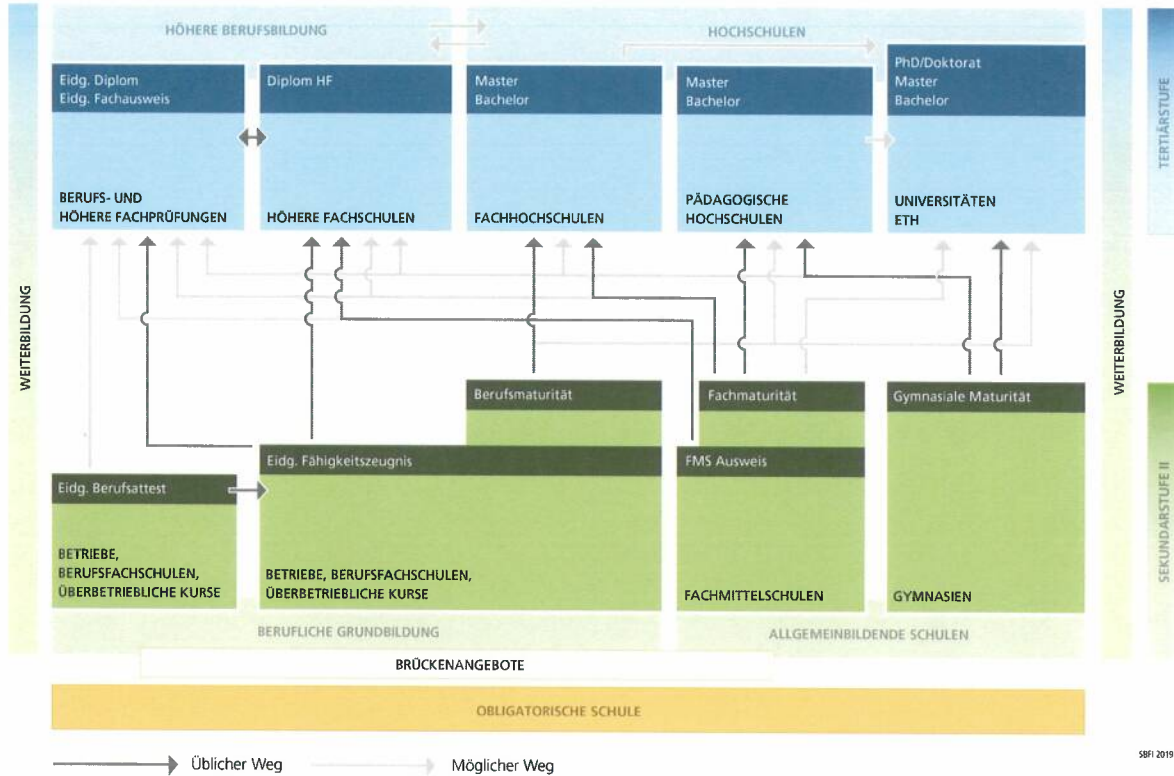 HÖHERE BERUFSBILDUNG
HOCHSCHULEN
Eidg. Diplom
Eidg. Fachausweis
Diplom HF
Master
Bachelor
Master
Bachelor
PhD/Doktorat
Master
Bachelor
BERUFS- UND
HÖHERE FACHPRÜFUNGEN
HÖHERE FACHSCHULEN
FACHHOCHSCHULEN
PÄDAGOGISCHE
HOCHSCHULEN
UNIVERSITÄTEN
ETH
TERTIÄRSTUFE
WEITERBILDUNG
WEITERBILDUNG
Berufsmaturität
Fachmaturität
Gymnasiale Maturität
Eidg. Fähigkeitszeugnis
FMS Ausweis
Eidg. Berufsattest
BETRIEBE,
BERUFSFACHSCHULEN,
ÜBERBETRIEBLICHE KURSE
BETRIEBE, BERUFSFACHSCHULEN,
ÜBERBETRIEBLICHE KURSE
FACHMITTELSCHULEN
GYMNASIEN
SEKUNDARSTUFE II
BERUFLICHE GRUNDBILDUNG
ALLGEMEINBILDENDE SCHULEN
BRÜCKENANGEBOTE
OBLIGATORISCHE SCHULE
Üblicher Weg
Möglicher Weg
SBFI 2019